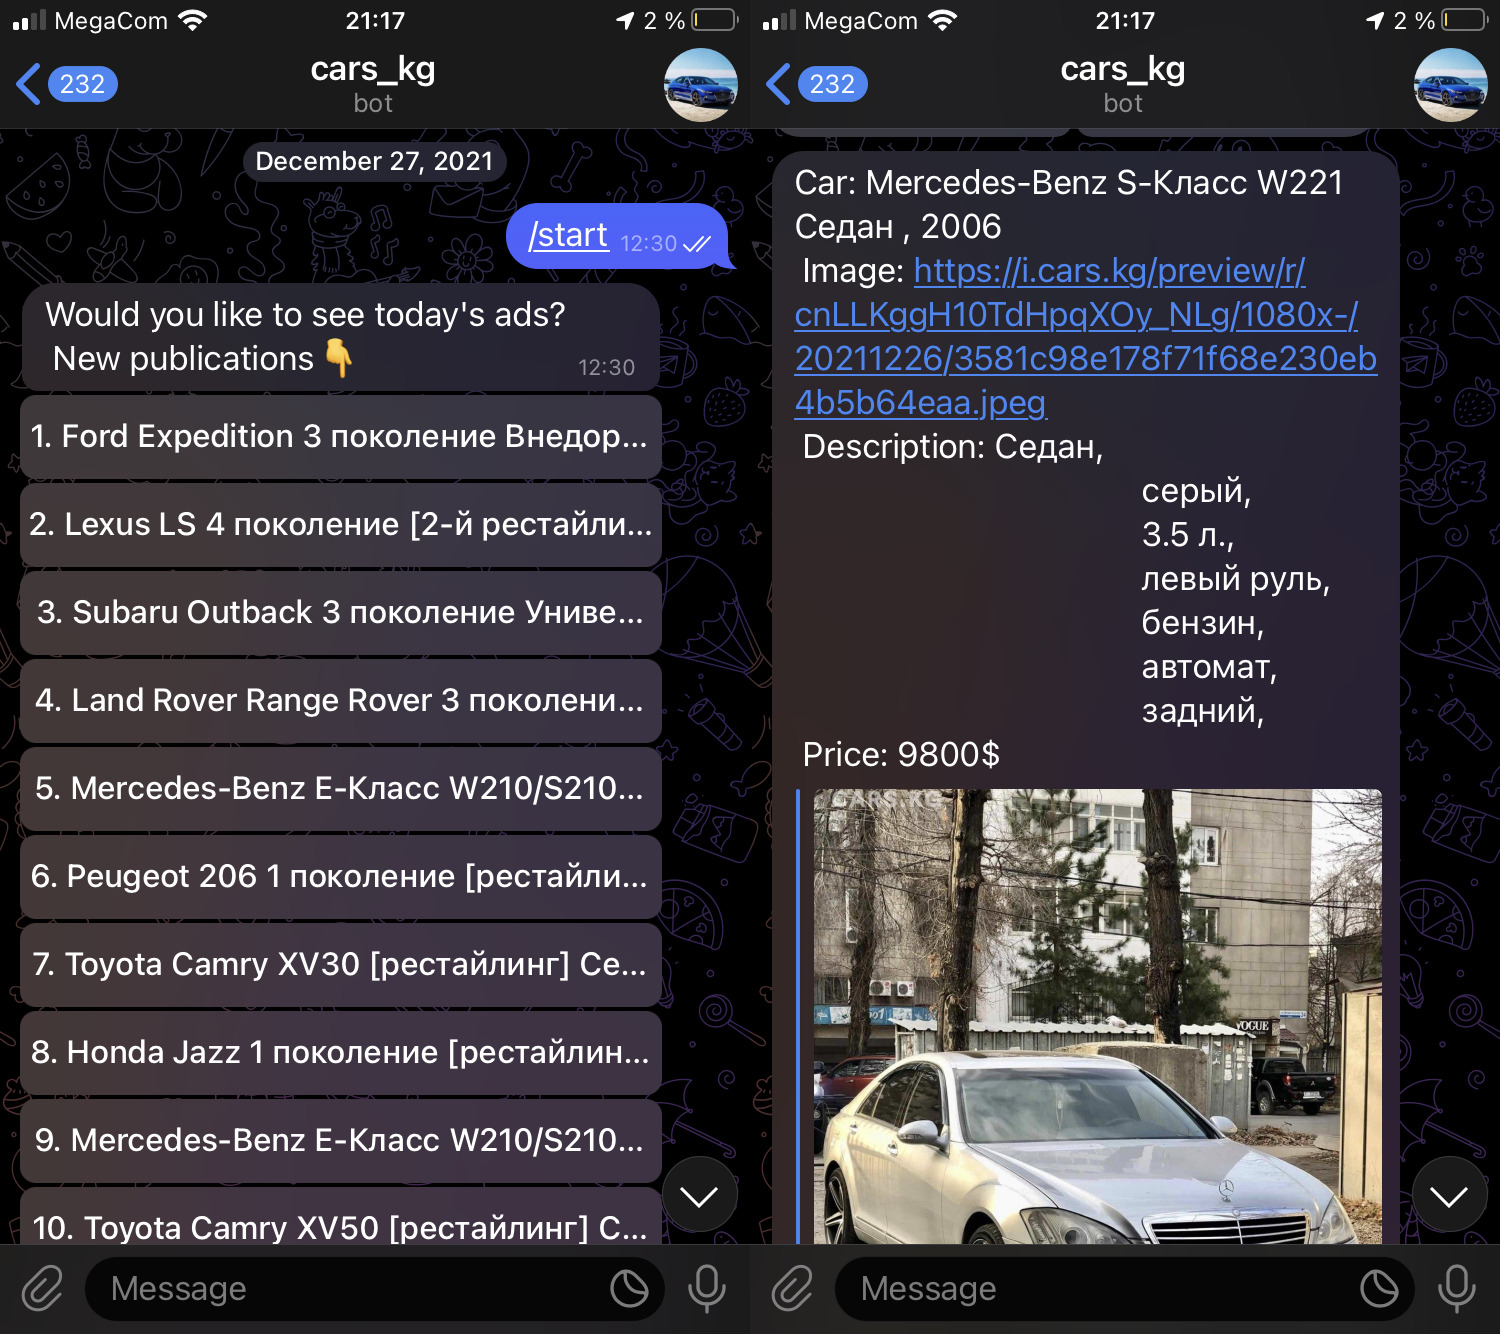 MegaCom
21:17
2 %
232
cars_kg
bot
December 27, 2021
/start 12:30
Would you like to see today's ads?
New publications 👇 12:30
1. Ford Expedition 3 поколение Внедор...
2. Lexus LS 4 поколение [2-й рестайли...
3. Subaru Outback 3 поколение Униве...
4. Land Rover Range Rover 3 поколени...
5. Mercedes-Benz E-Класс W210/S210...
6. Peugeot 206 1 поколение [рестайли...
7. Toyota Camry XV30 [рестайлинг] Се...
8. Honda Jazz 1 поколение [рестайлин...
9. Mercedes-Benz E-Класс W210/S210...
10. Toyota Camry XV50 [рестайлинг] С...
Message
MegaCom
21:17
2 %
232
cars_kg
bot
Car: Mercedes-Benz S-Класс W221
Седан , 2006
Image: https://i.cars.kg/preview/r/
cnLLKggH10TdHpqXOy_NLg/1080x-/
20211226/3581c98e178f71f68e230eb
4b5b64eaa.jpeg
Description: Седан,
серый,
3.5 л.,
левый руль,
бензин,
автомат,
задний,
Price: 9800$
CARS.KG
VOGUE
Message